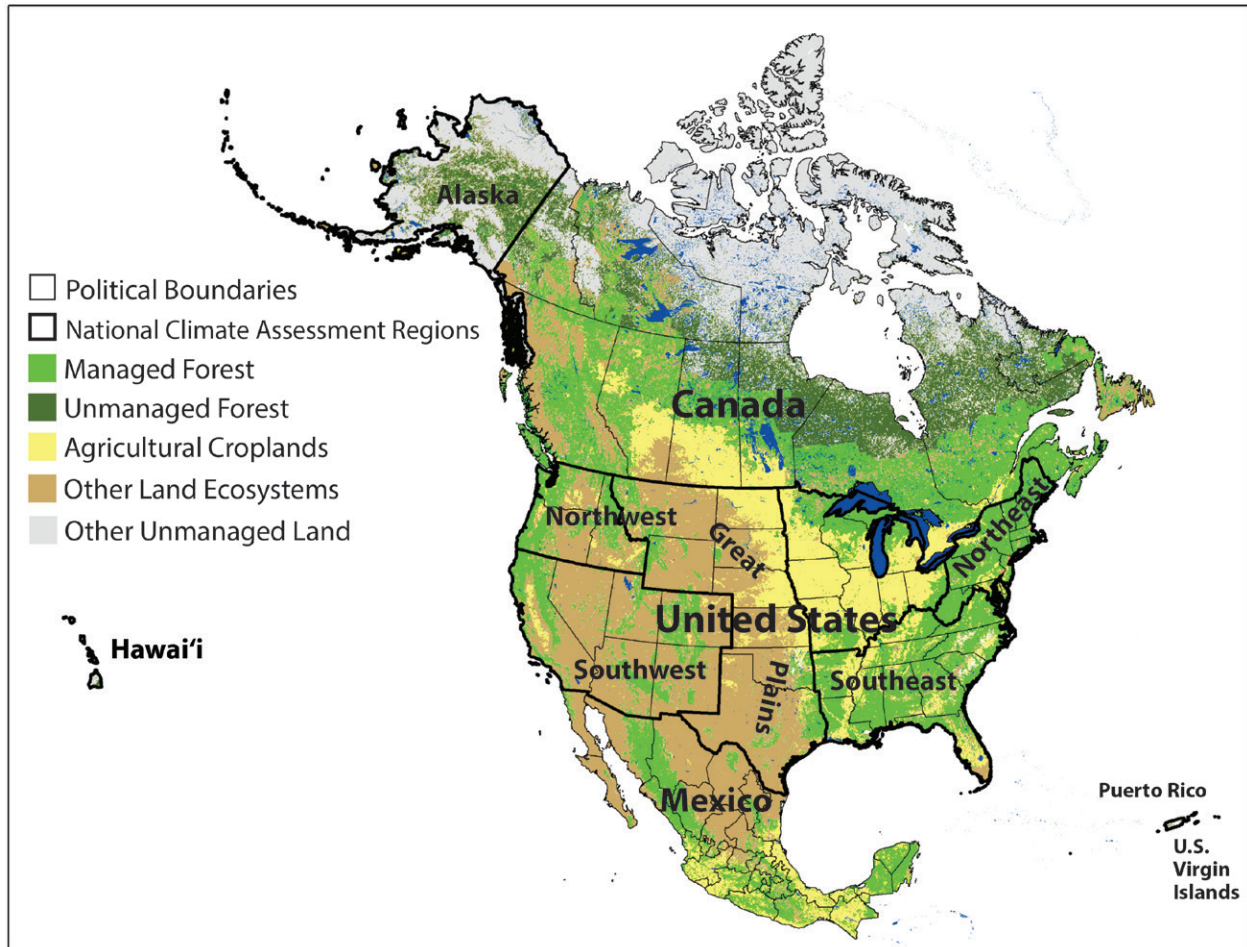 Alaska
Political Boundaries
National Climate Assessment Regions
Managed Forest
Unmanaged Forest
Agricultural Croplands
Other Land Ecosystems
Other Unmanaged Land
Canada
Northwest
Great
Northeast
United States
Hawai‘i
Southwest
Plains
Southeast
Mexico
Puerto Rico
U.S.
Virgin
Islands